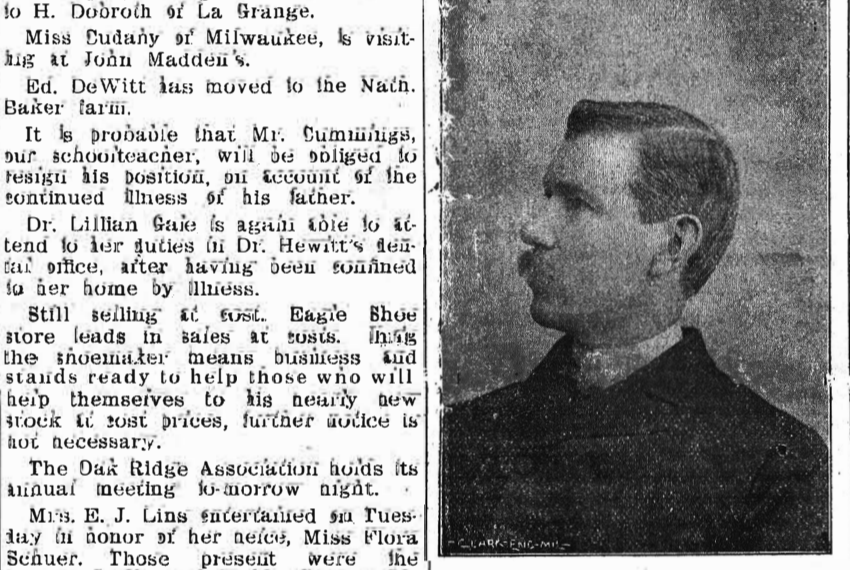 to H. Dobroth of La Grange.
Miss Cudahy of Milwaukee, is visit-
ing at John Madden's.
Ed. DeWitt has moved to the Nath.
Baker farm.
It is probable that Mr. Cummings,
our schoolteacher, will be obliged to
resign his position, on account of the
continued illness of his father.
Dr. Lillian Gale is again able to at-
tend to her duties in Dr. Hewitt's den-
tal office, after having been confined
to her home by illness.
Still selling at cost. Eagle Shoe
store leads in sales at costs.
the shoemaker means business and
stands ready to help those who will
help themselves to his nearly new
stock at cost prices, further notice is
not necessary.
The Oak Ridge Association holds its
annual meeting to-morrow night.
Mrs. E. J. Lins entertained on Tues-
day in honor of her neice, Miss Flora
Schuer. Those present were the
CLARK-ENG-MIL-